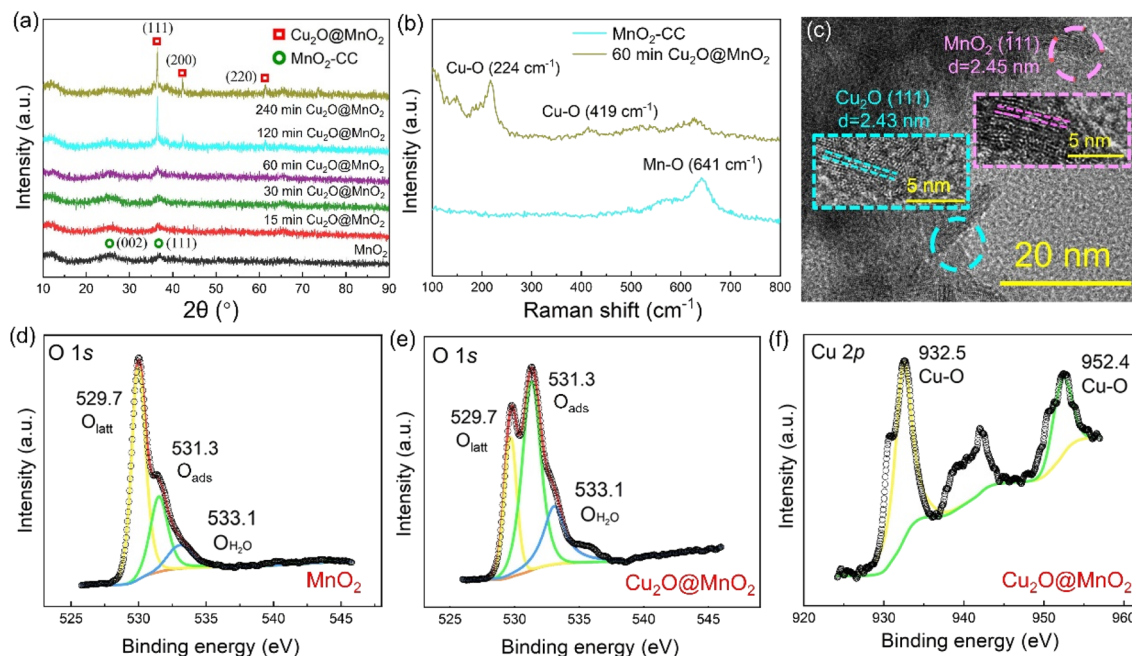 (a)
(111)
(200)
(220)
Cu₂O@MnO₂
MnO₂-CC
240 min Cu₂O@MnO₂
120 min Cu₂O@MnO₂
60 min Cu₂O@MnO₂
30 min Cu₂O@MnO₂
15 min Cu₂O@MnO₂
MnO₂
(002)
(111)
Intensity (a.u.)
10 20 30 40 50 60 70 80 90
2θ (°)
(b)
MnO₂-CC
60 min Cu₂O@MnO₂
Cu-O (224 cm⁻¹)
Cu-O (419 cm⁻¹)
Mn-O (641 cm⁻¹)
Intensity (a.u.)
100 200 300 400 500 600 700 800
Raman shift (cm⁻¹)
(c)
MnO₂ (1̄11)
d=2.45 nm
Cu₂O (111)
d=2.43 nm
5 nm
5 nm
20 nm
(d)
O 1s
529.7
O_latt
531.3
O_ads
533.1
O_H₂O
MnO₂
Intensity (a.u.)
525 530 535 540 545
Binding energy (eV)
(e)
O 1s
529.7
O_latt
531.3
O_ads
533.1
O_H₂O
Cu₂O@MnO₂
Intensity (a.u.)
525 530 535 540 545
Binding energy (eV)
(f)
Cu 2p
932.5
Cu–O
952.4
Cu–O
Cu₂O@MnO₂
Intensity (a.u.)
920 930 940 950 960
Binding energy (eV)